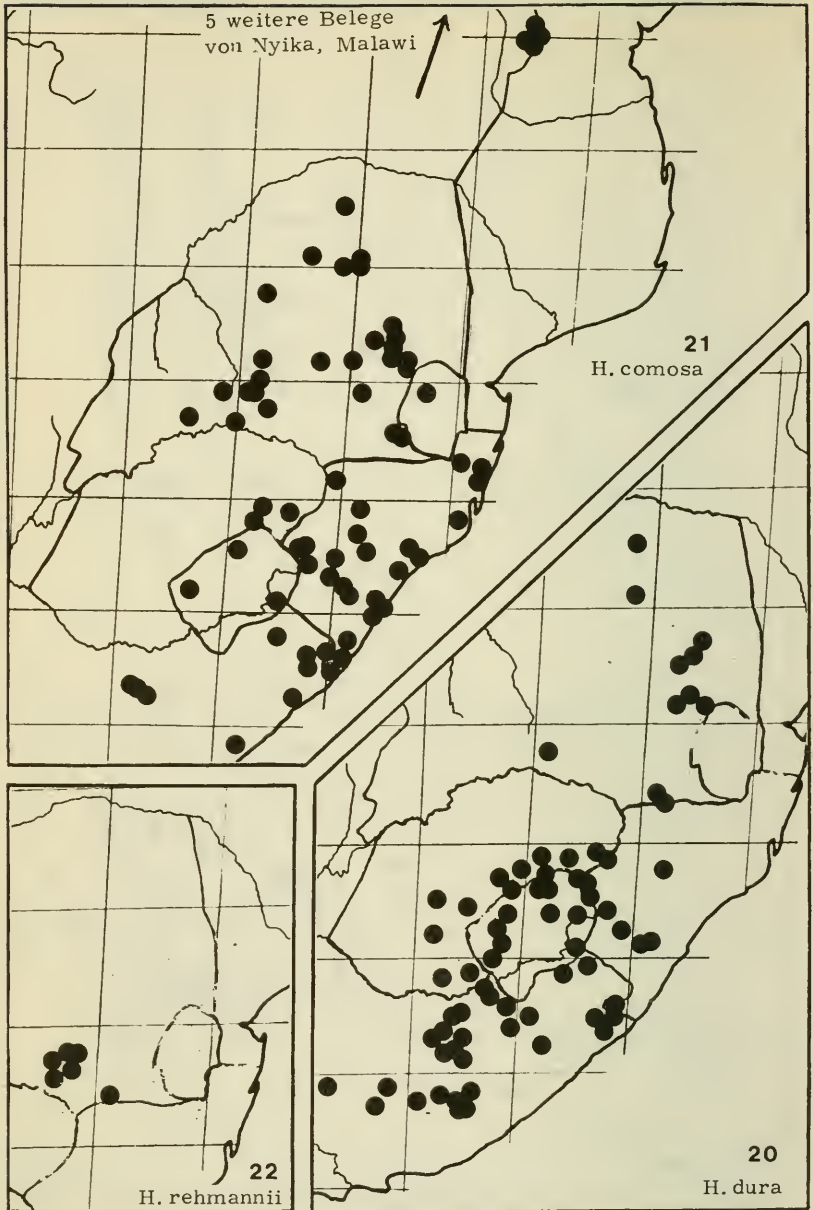 5 weitere Belege
von Nyika, Malawi
21
H. comosa
20
H. dura
22
H. rehmannii